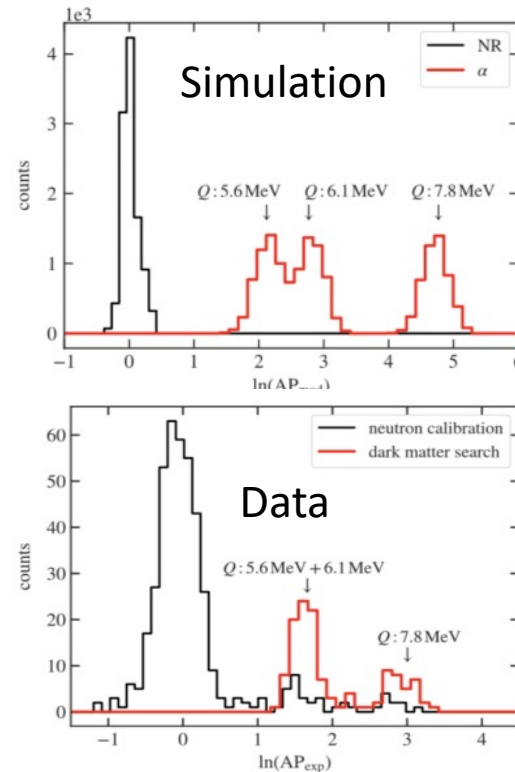 1e3
Simulation
NR
α
Q : 5.6 MeV
Q : 6.1 MeV
Q : 7.8 MeV
counts
4
3
2
1
0
−1 0 1 2 3 4 5 6
Data
neutron calibration
dark matter search
Q : 5.6 MeV + 6.1 MeV
Q : 7.8 MeV
counts
60
50
40
30
20
10
0
−1 0 1 2 3 4
ln(APexp)